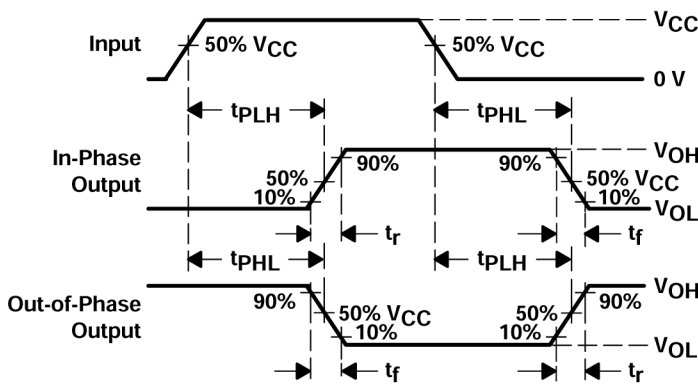 VCC
Input 50% VCC 50% VCC
0 V
tPLH tPHL
In-Phase Output 90% 90% VOH
50% 50% VCC
10% 10% VOL
tr tf
tPHL tPLH
Out-of-Phase Output 90% 90% VOH
50% VCC 50%
10% 10% VOL
tf tr